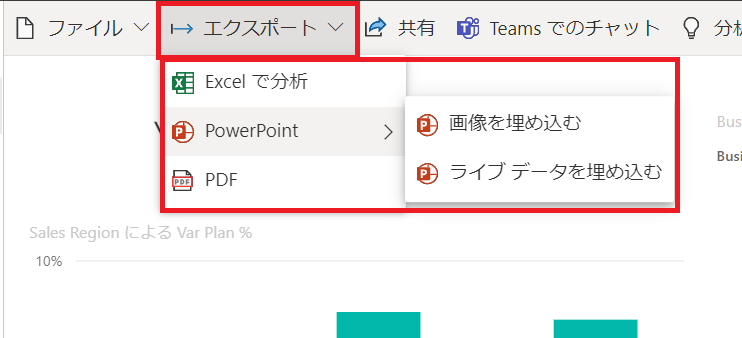 ファイル エクスポート 共有 Teams でのチャット 分析
Excel で分析
PowerPoint
画像を埋め込む
ライブ データを埋め込む
PDF
PDF
Busi
Busi
Sales Region による Var Plan %
10%